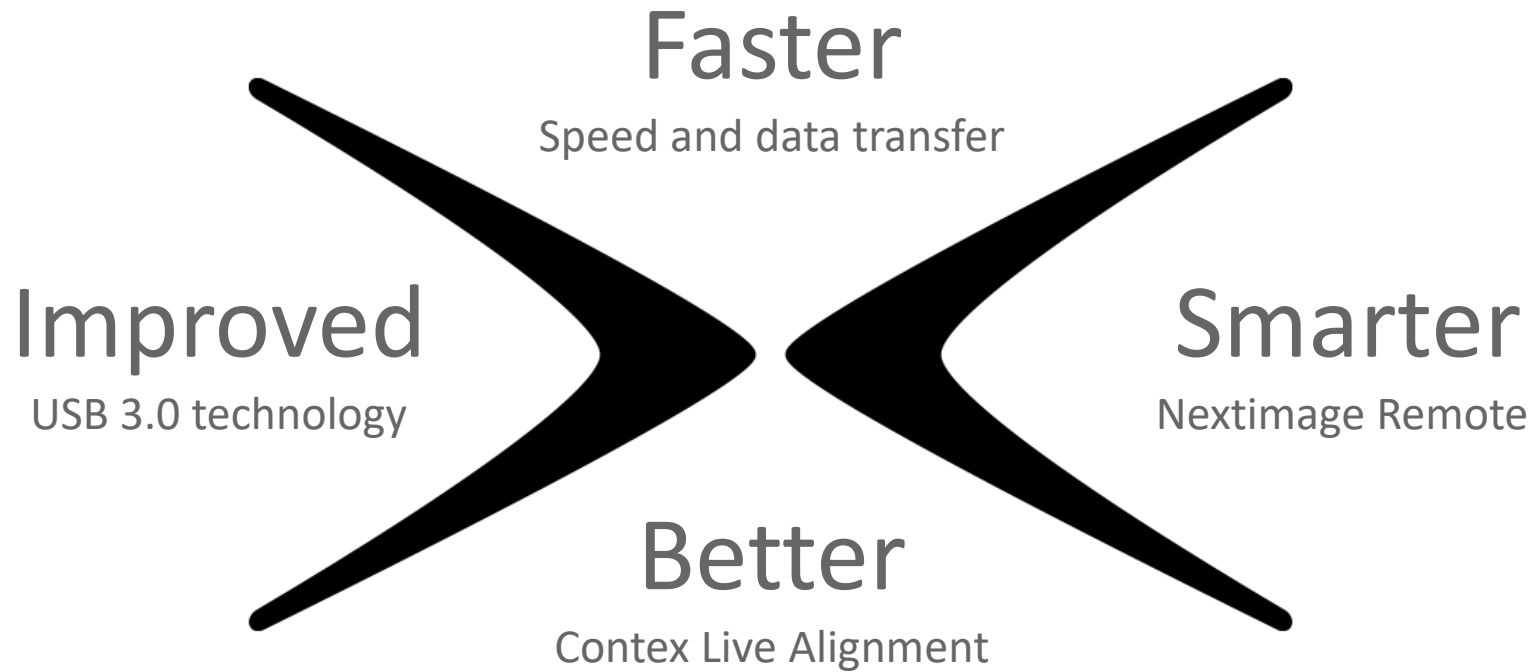 Faster
Speed and data transfer
Improved
USB 3.0 technology
Smarter
Nextimage Remote
Better
Contex Live Alignment